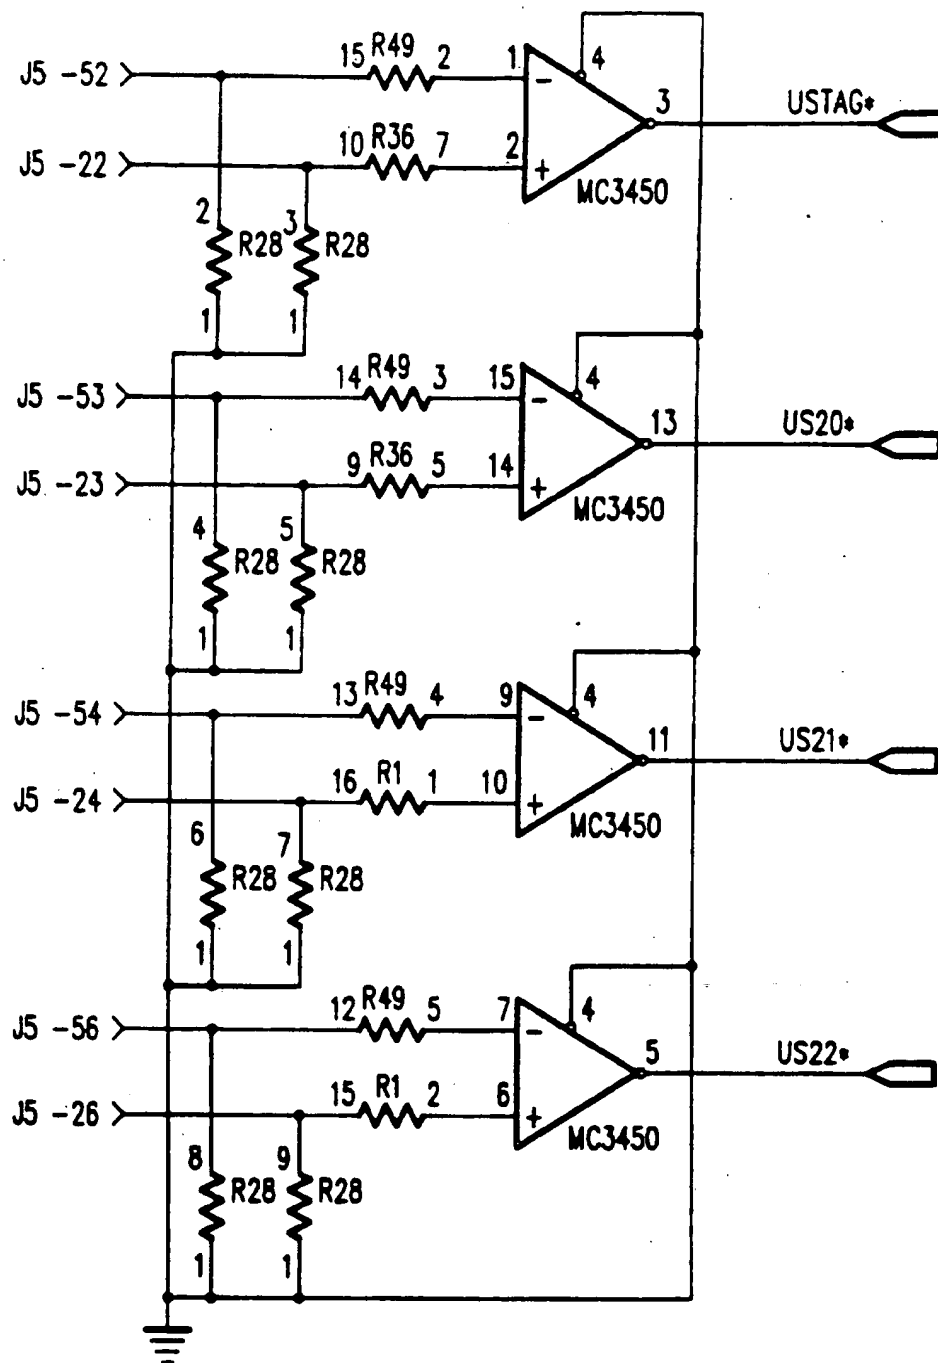 J5 -52 15 R49 2 1 - 4
3 USTAG*
J5 -22 10 R36 7 2 +
MC3450
2 R28 3 R28
1 1
J5 -53 14 R49 3 15 - 4
13 US20*
J5 -23 9 R36 5 14 +
MC3450
4 R28 5 R28
1 1
J5 -54 13 R49 4 9 - 4
11 US21*
J5 -24 16 R1 1 10 +
MC3450
6 R28 7 R28
1 1
J5 -56 12 R49 5 7 - 4
5 US22*
J5 -26 15 R1 2 6 +
MC3450
8 R28 9 R28
1 1